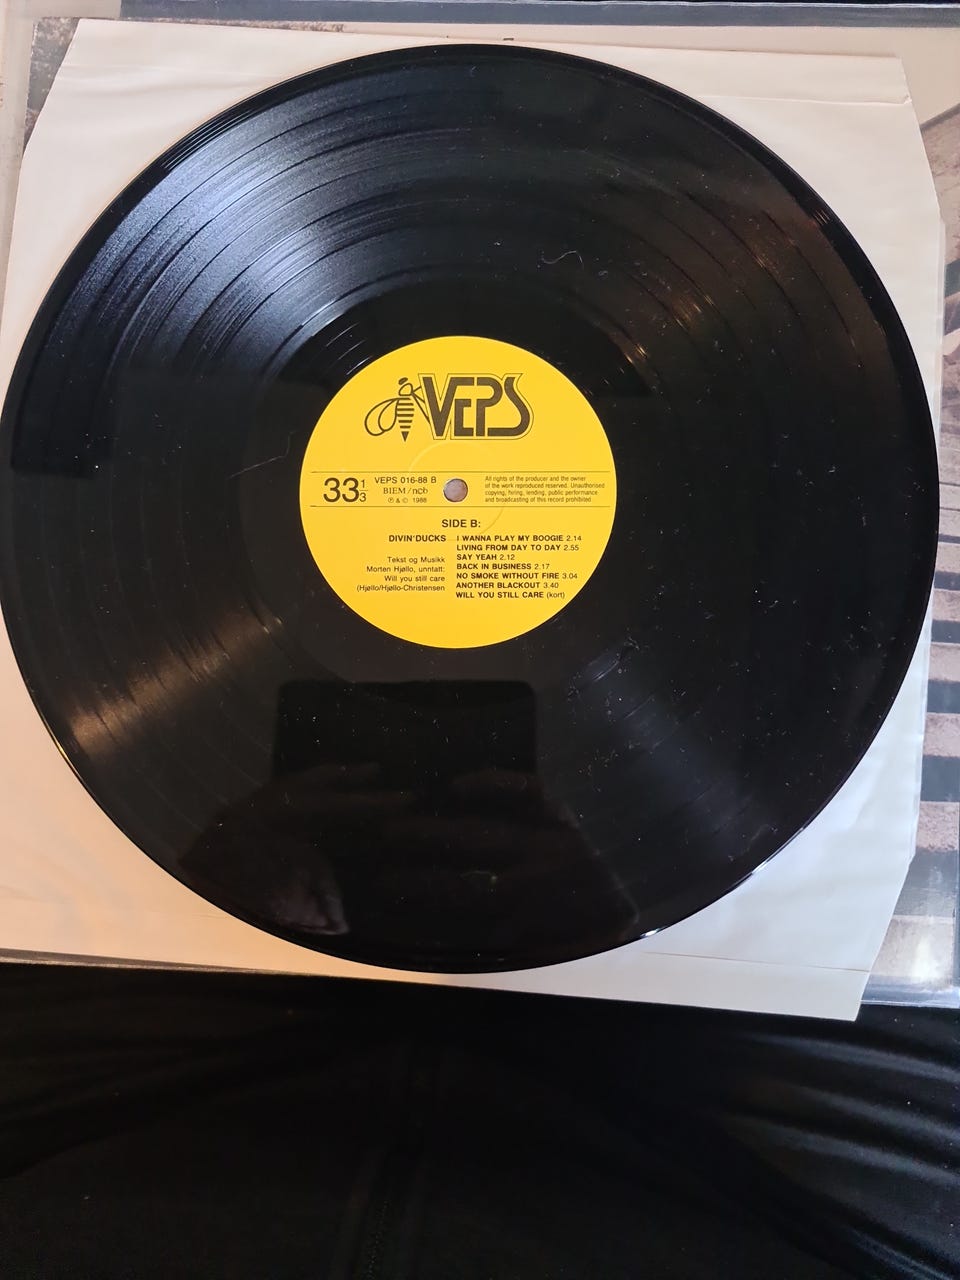 VEPS
33 1/3
VEPS 016-88 B
BIEM/ncb
℗ & © 1988
All rights of the producer and the owner
of the work reproduced reserved. Unauthorised
copying, hiring, lending, public performance
and broadcasting of this record prohibited.
SIDE B:
DIVIN'DUCKS I WANNA PLAY MY BOOGIE 2.14
LIVING FROM DAY TO DAY 2.55
SAY YEAH 2.12
BACK IN BUSINESS 2.17
NO SMOKE WITHOUT FIRE 3.04
ANOTHER BLACKOUT 3.40
WILL YOU STILL CARE (kort)
Tekst og Musikk
Morten Hjøllo, unntatt:
Will you still care
(Hjøllo/Hjøllo-Christensen